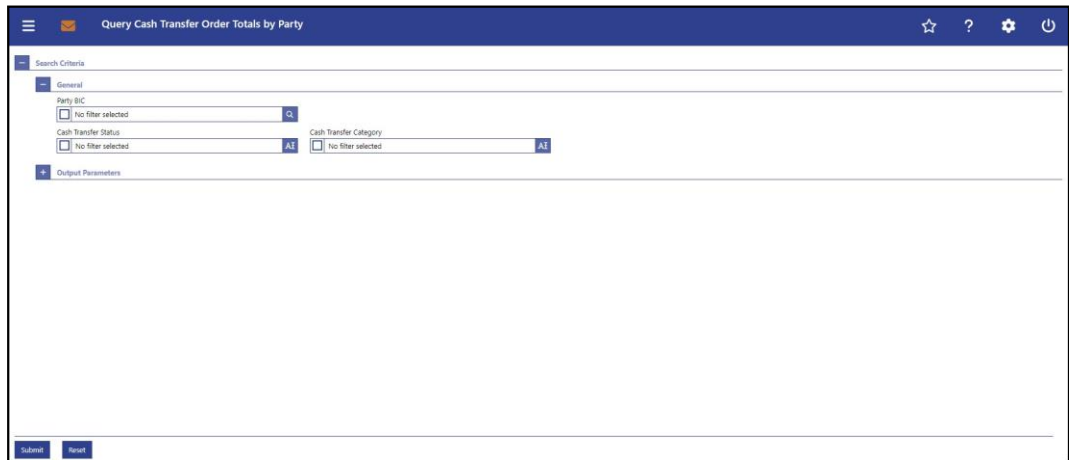 Query Cash Transfer Order Totals by Party
?
Search Criteria
General
Party BIC
No filter selected
Cash Transfer Status Cash Transfer Category
No filter selected No filter selected
Output Parameters
Submit Reset